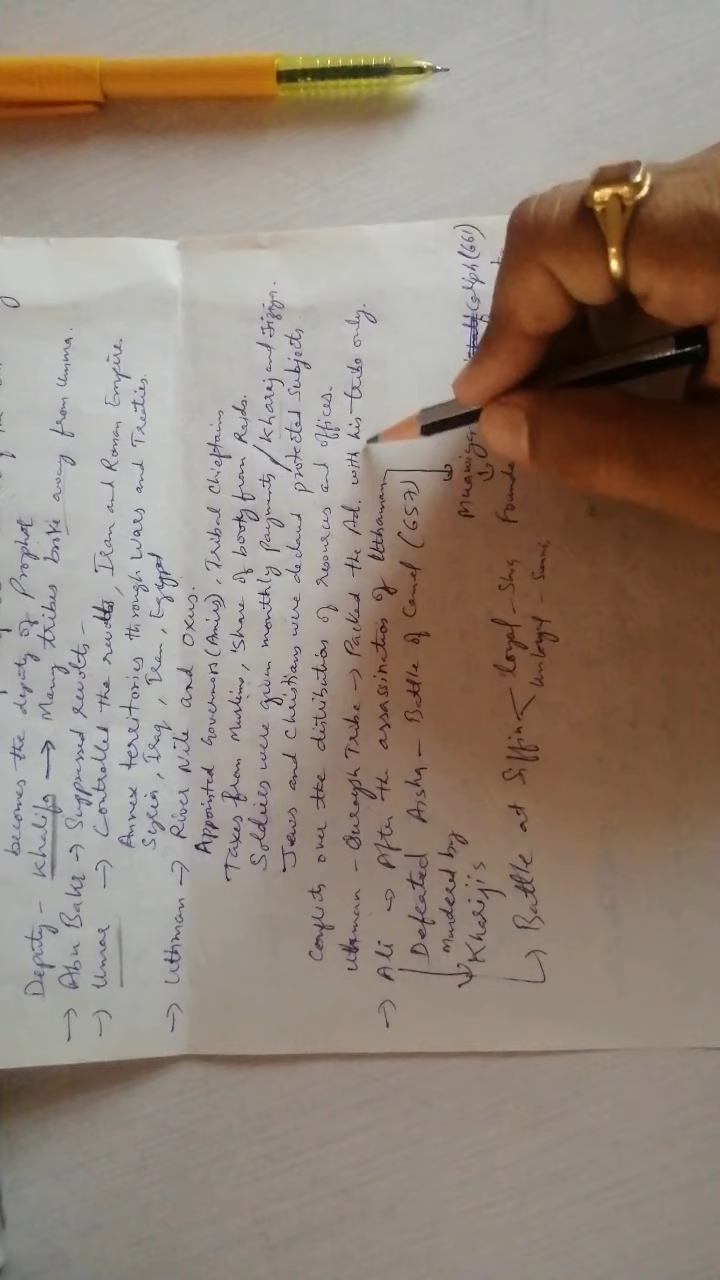 becomes the deputy of Prophet
Deputy - Khalifa → Many tribes broke away from Umma.
→ Abu Bakr → Suppressed revolts -
→ Umar → Controlled the revolts, Iran and Roman Empire.
Annex territories through Wars and Treaties.
Syria, Iraq, Iran, Egypt
→ Uthman → River Nile and Oxus.
Appointed Governors (Amirs), Tribal Chieftains
Taxes from Muslims, Share of booty from Raids.
Soldiers were given monthly payments / Kharaj and Jizya.
Jews and Christians were declared protected Subjects.
Conflicts over the distribution of resources and offices.
Uthman - Quraysh Tribe → Packed the Ad. with his tribe only.
→ Ali → After the assassination of Uthaman
Defeated Aisha - Battle of Camel (657)
Murdered by
Kharijis
Caliph (661)
Battle at Siffin
Loyal - Shia
Unloyal - Sunni